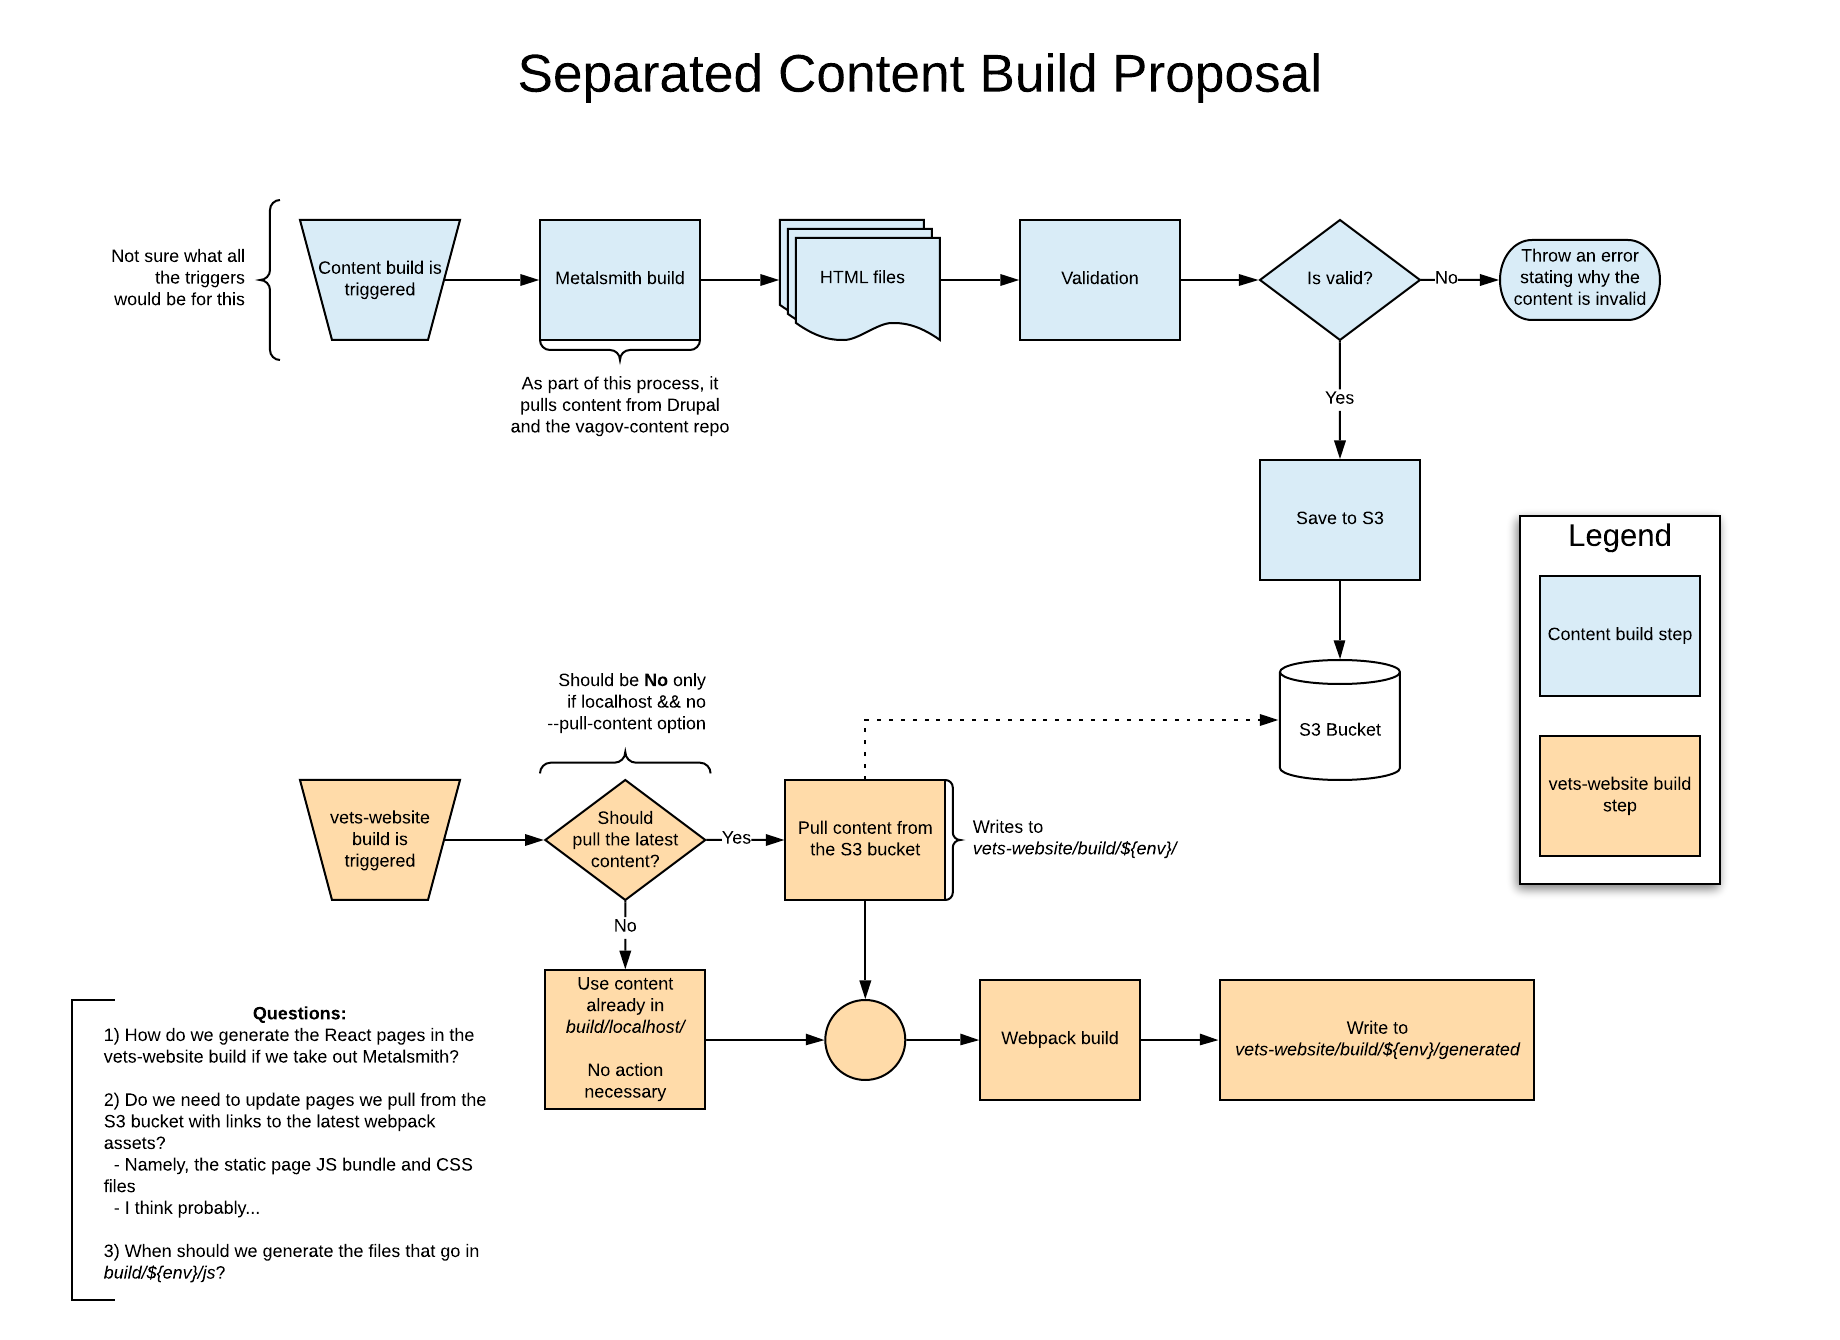 Separated Content Build Proposal
Not sure what all
the triggers
would be for this
Content build is
triggered
Metalsmith build
As part of this process, it
pulls content from Drupal
and the vagov-content repo
HTML files
Validation
Is valid?
No
Throw an error
stating why the
content is invalid
Yes
Save to S3
S3 Bucket
Legend
Content build step
vets-website build
step
Should be No only
if localhost && no
--pull-content option
vets-website
build is
triggered
Should
pull the latest
content?
Yes
Pull content from
the S3 bucket
Writes to
vets-website/build/${env}/
No
Use content
already in
build/localhost/
No action
necessary
Webpack build
Write to
vets-website/build/${env}/generated
Questions:
1) How do we generate the React pages in the
vets-website build if we take out Metalsmith?
2) Do we need to update pages we pull from the
S3 bucket with links to the latest webpack
assets?
- Namely, the static page JS bundle and CSS
files
- I think probably...
3) When should we generate the files that go in
build/${env}/js?